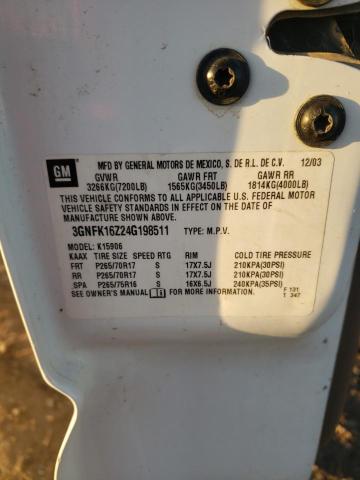 GM
MFD BY GENERAL MOTORS DE MEXICO, S. DE R.L. DE C.V. 12/03
GVWR GAWR FRT GAWR RR
3266KG(7200LB) 1565KG(3450LB) 1814KG(4000LB)
THIS VEHICLE CONFORMS TO ALL APPLICABLE U.S. FEDERAL MOTOR
VEHICLE SAFETY STANDARDS IN EFFECT ON THE DATE OF
MANUFACTURE SHOWN ABOVE.
3GNFK16Z24G198511 TYPE: M.P.V.
MODEL: K15906
KAAX TIRE SIZE SPEED RTG RIM COLD TIRE PRESSURE
FRT P265/70R17 S 17X7.5J 210KPA(30PSI)
RR P265/70R17 S 17X7.5J 210KPA(30PSI)
SPA P265/75R16 S 16X6.5J 240KPA(35PSI)
SEE OWNER'S MANUAL FOR MORE INFORMATION. F 131
1 347